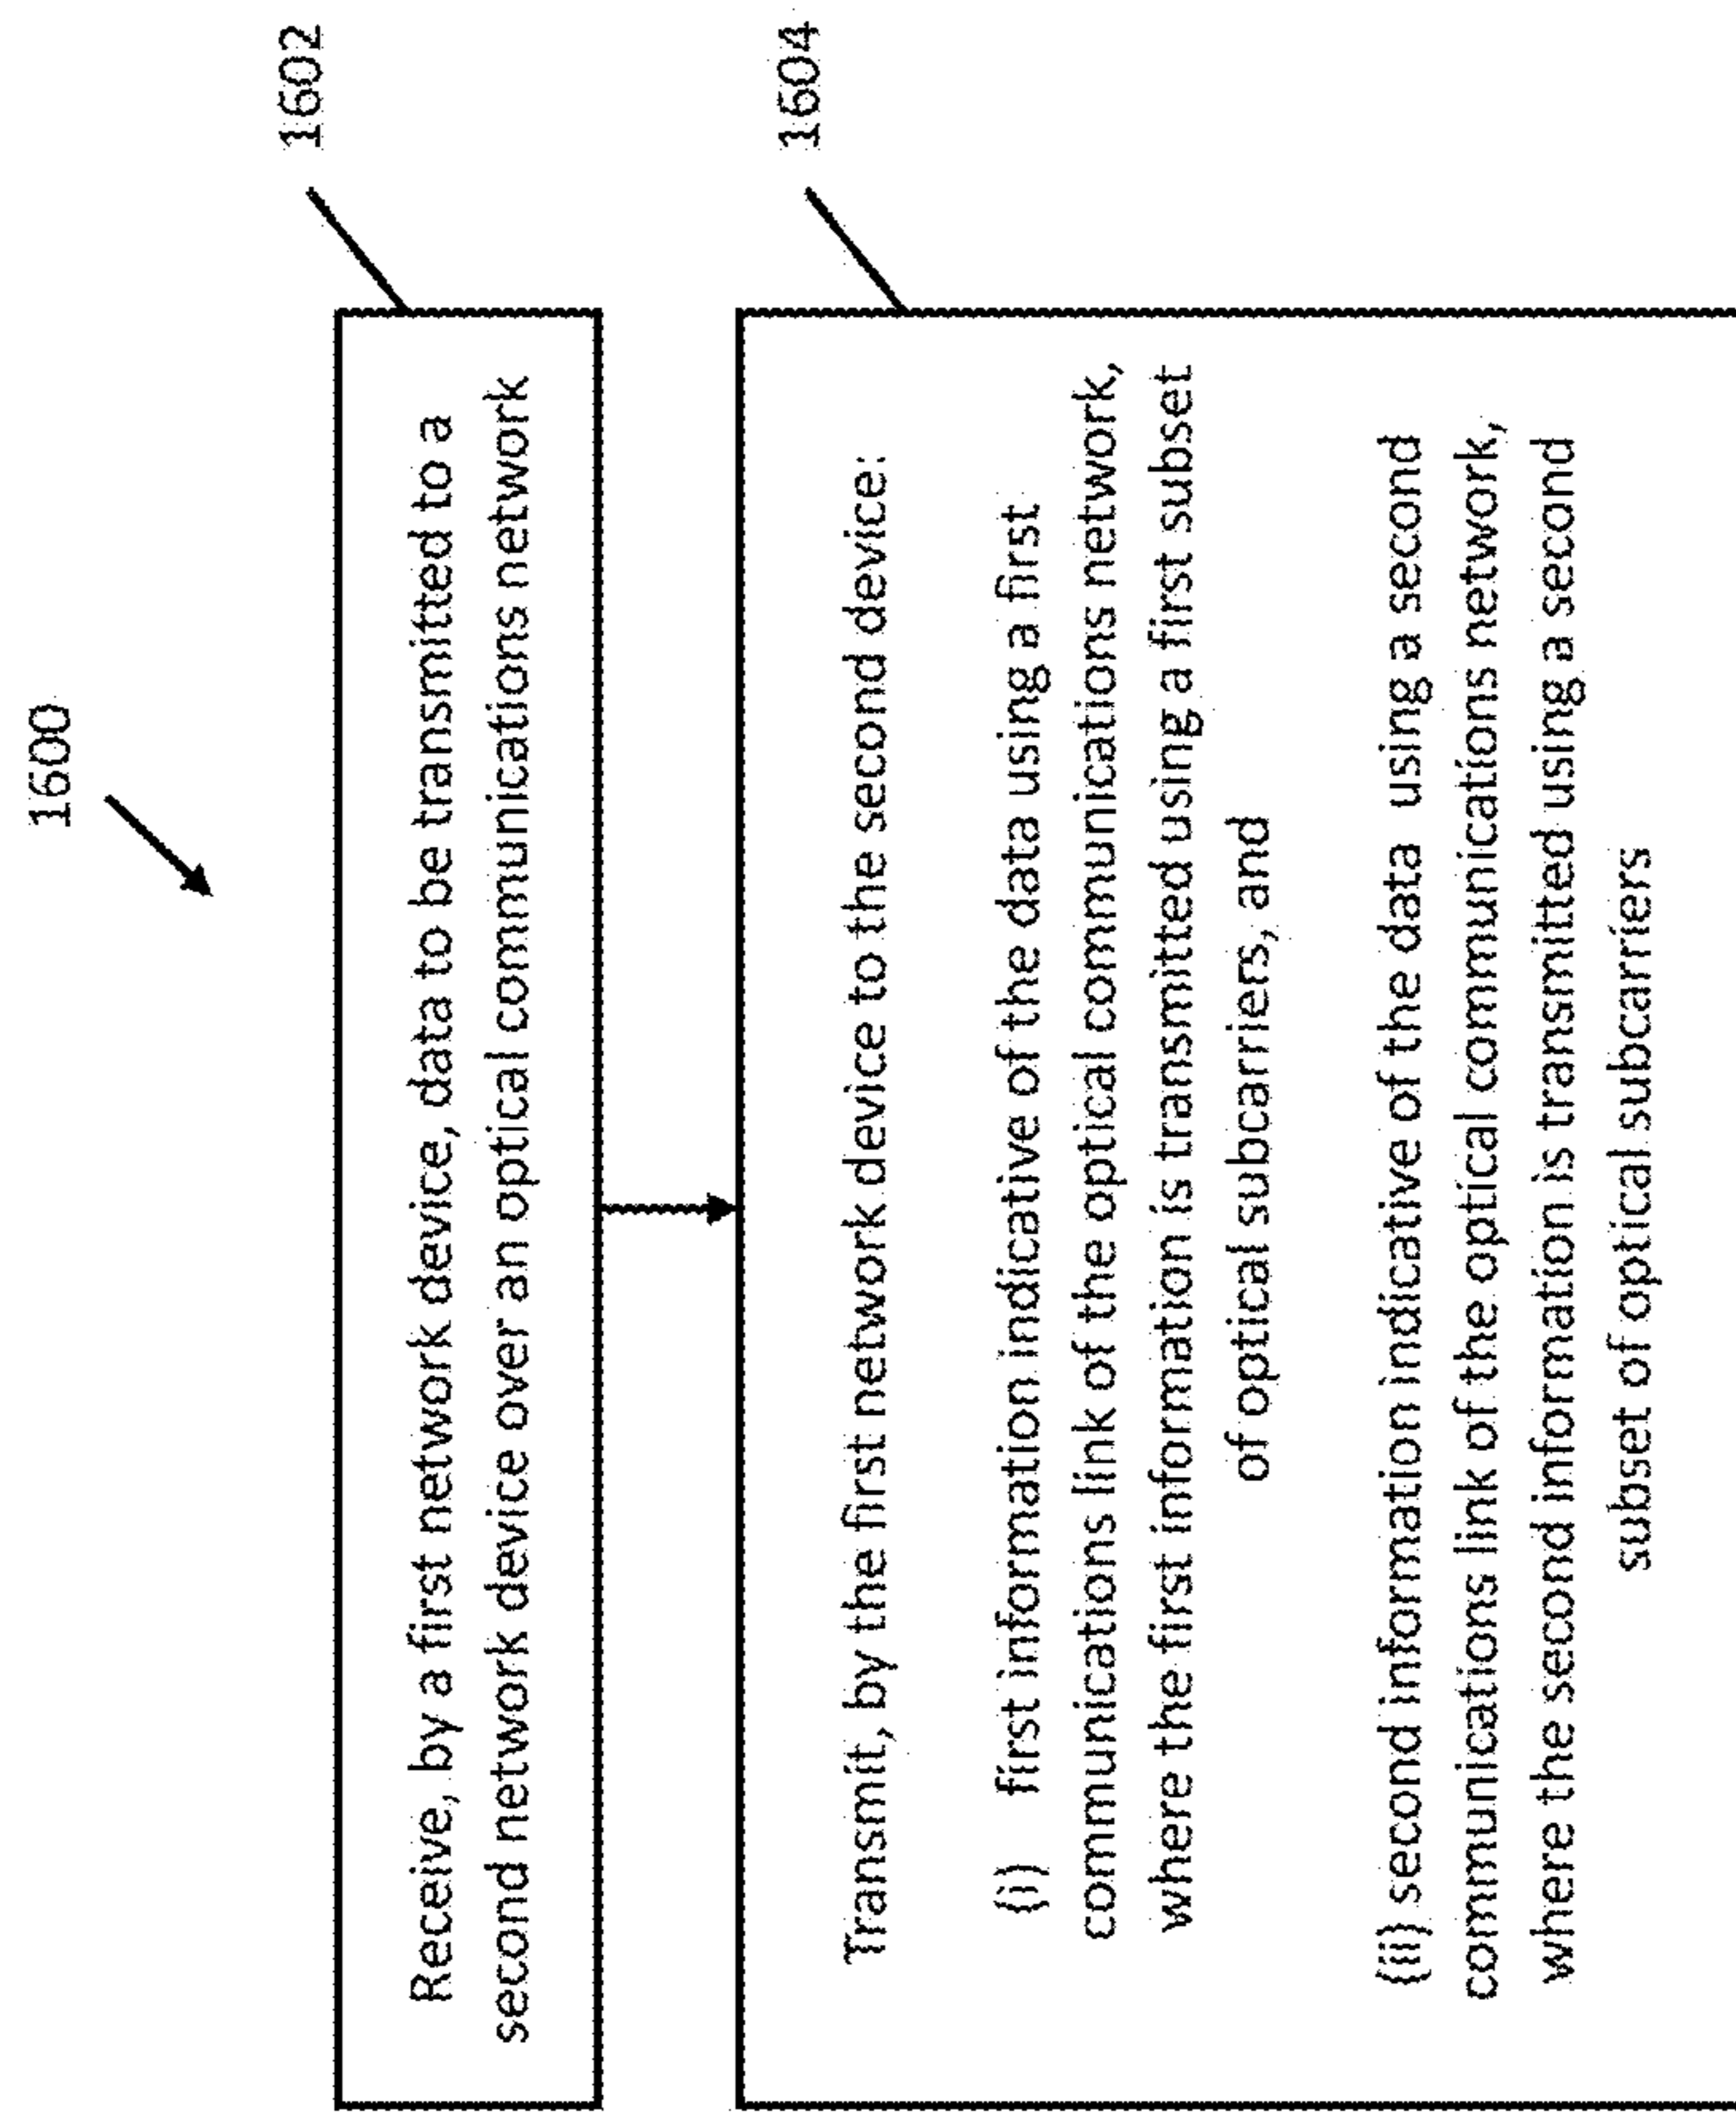 1600
1602
Receive, by a first network device, data to be transmitted to a
second network device over an optical communications network
1604
Transmit, by the first network device to the second device:
(i) first information indicative of the data using a first
communications link of the optical communications network,
where the first information is transmitted using a first subset
of optical subcarriers, and
(ii) second information indicative of the data using a second
communications link of the optical communications network,
where the second information is transmitted using a second
subset of optical subcarriers